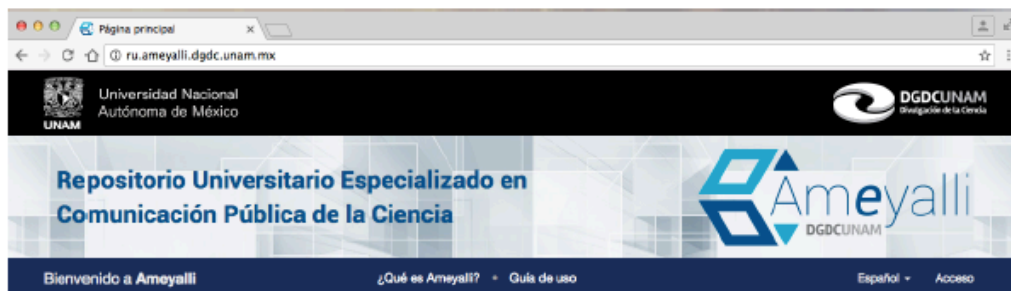 Página principal
ru.ameyalli.dgdc.unam.mx
Universidad Nacional
Autónoma de México
UNAM
DGDCUNAM
Divulgación de la Ciencia
Repositorio Universitario Especializado en
Comunicación Pública de la Ciencia
Ameyalli
DGDCUNAM
Bienvenido a Ameyalli
¿Qué es Ameyalli?
Guía de uso
Español
Acceso